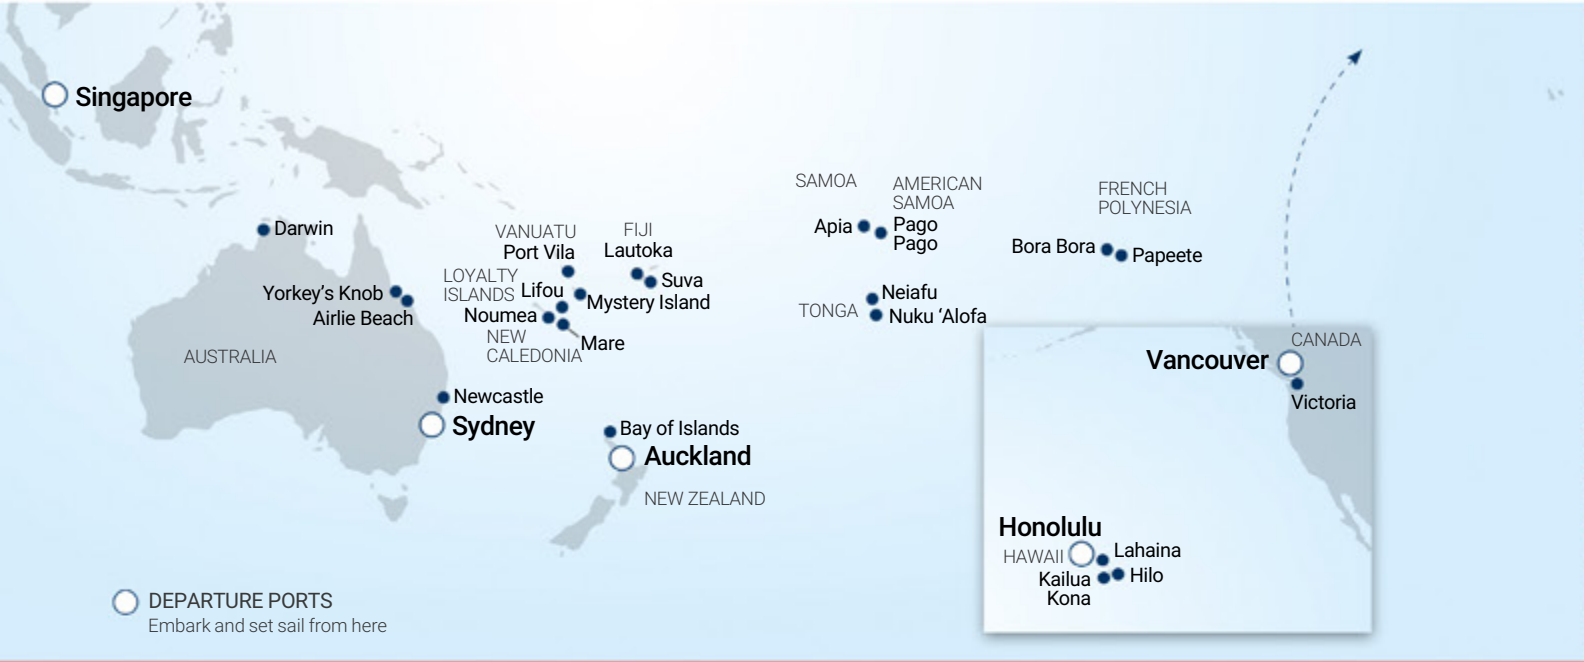 Singapore
SAMOA
AMERICAN
SAMOA
FRENCH
POLYNESIA
Darwin
VANUATU
Port Vila
FIJI
Lautoka
Apia
Pago
Pago
Bora Bora
Papeete
LOYALTY
ISLANDS
Lifou
Suva
Yorkey's Knob
Airlie Beach
Mystery Island
Neiafu
TONGA
Nuku ‘Alofa
Noumea
NEW
CALEDONIA
Mare
AUSTRALIA
CANADA
Vancouver
Victoria
Newcastle
Sydney
Bay of Islands
Auckland
NEW ZEALAND
Honolulu
HAWAII
Lahaina
Kailua
Kona
Hilo
DEPARTURE PORTS
Embark and set sail from here